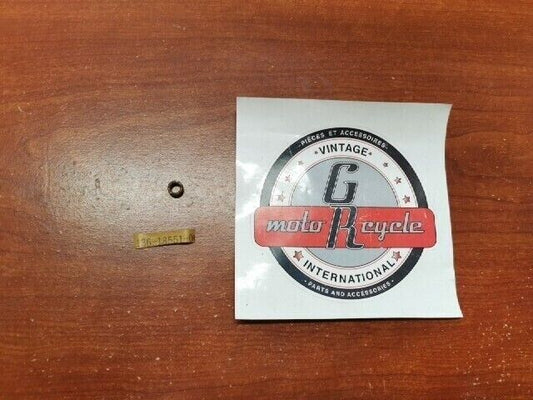 PIÈCES ET ACCESSOIRES
VINTAGE
G
moto R cycle
INTERNATIONAL
PARTS AND ACCESSORIES